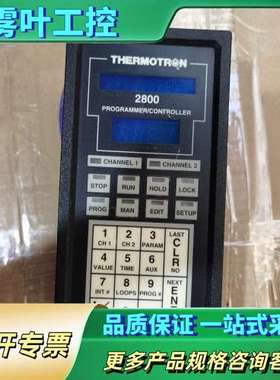 雾叶工控
THERMOTRON
2800
PROGRAMMER/CONTROLLER
CHANNEL 1
CHANNEL 2
STOP
RUN
HOLD
LOCK
PROG
MAN
EDIT
SETUP
1
CH 1
2
CH 2
3
PARAM
LAST
CLR
NO
4
VALUE
5
TIME
6
AUX
7
INT #
8
LOOPS
9
PROG #
NEXT
开专票
品质保证 一站式采
更多产品规格咨询客服